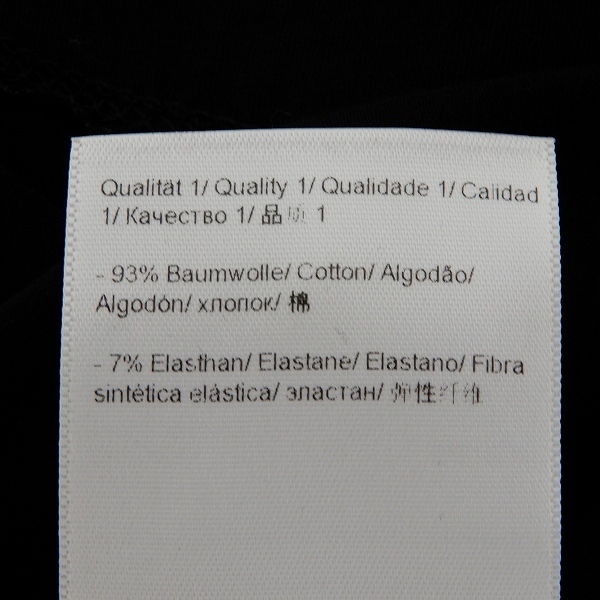 Qualität 1/ Quality 1/ Qualidade 1/ Calidad
1/ Качество 1/ 品质 1
- 93% Baumwolle/ Cotton/ Algodão/
Algodón/ хлопок/ 棉
- 7% Elasthan/ Elastane/ Elastano/ Fibra
sintética elástica/ эластан/ 弹性纤维